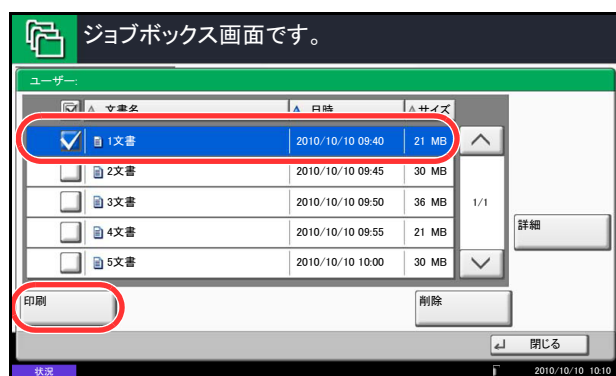 ジョブボックス画面です。
ユーザー:
文書名 日時 サイズ
1文書 2010/10/10 09:40 21 MB
2文書 2010/10/10 09:45 30 MB
3文書 2010/10/10 09:50 36 MB
1/1
4文書 2010/10/10 09:55 21 MB
詳細
5文書 2010/10/10 10:00 30 MB
印刷 削除
閉じる
状況 2010/10/10 10:10